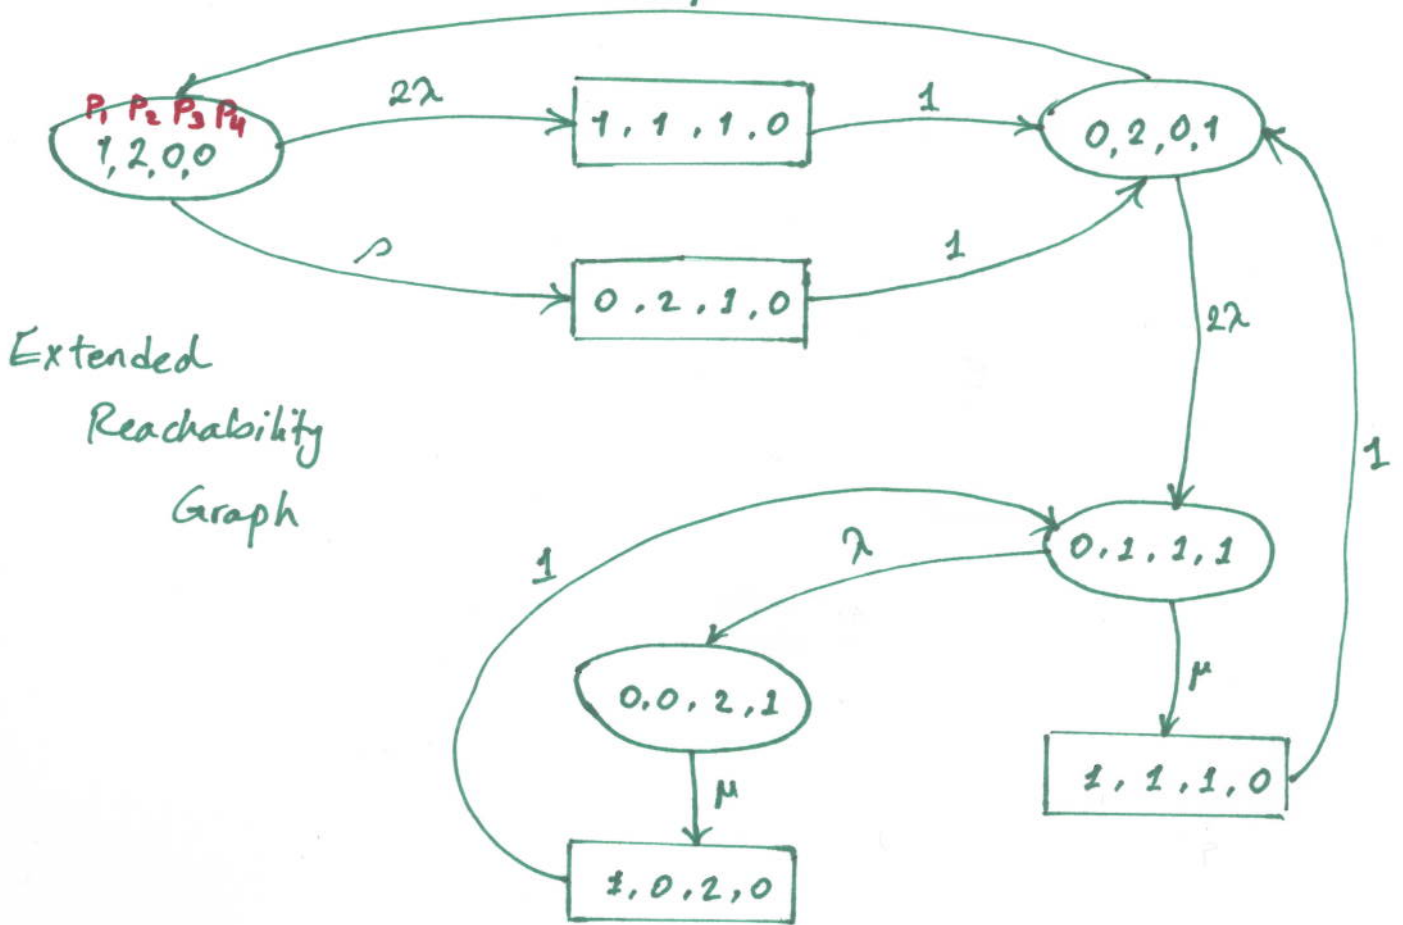 P₁ P₂ P₃ P₄
1,2,0,0
2λ
1,1,1,0
1
0,2,0,1
ρ
0,2,1,0
1
2λ
Extended
Reachability
Graph
1
1
λ
0,1,1,1
0,0,2,1
μ
μ
1,1,1,0
1,0,2,0